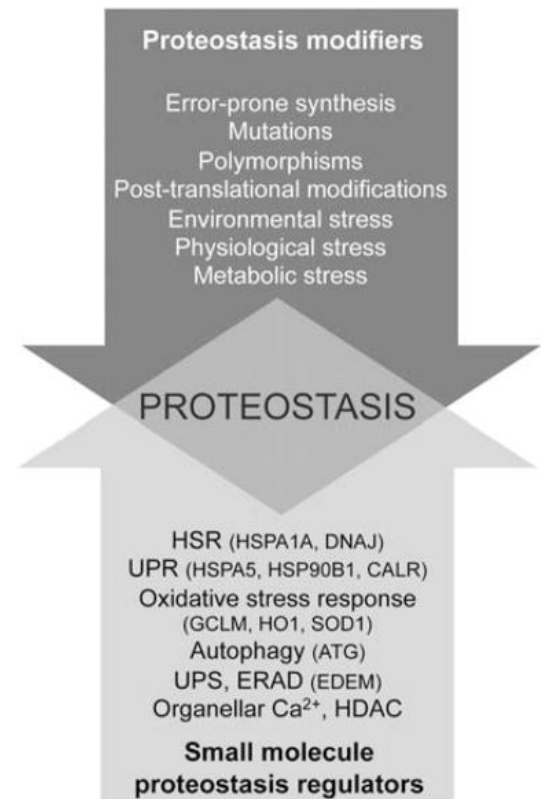 Proteostasis modifiers
Error-prone synthesis
Mutations
Polymorphisms
Post-translational modifications
Environmental stress
Physiological stress
Metabolic stress
PROTEOSTASIS
HSR (HSPA1A, DNAJ)
UPR (HSPA5, HSP90B1, CALR)
Oxidative stress response
(GCLM, HO1, SOD1)
Autophagy (ATG)
UPS, ERAD (EDEM)
Organellar Ca²⁺, HDAC
Small molecule
proteostasis regulators